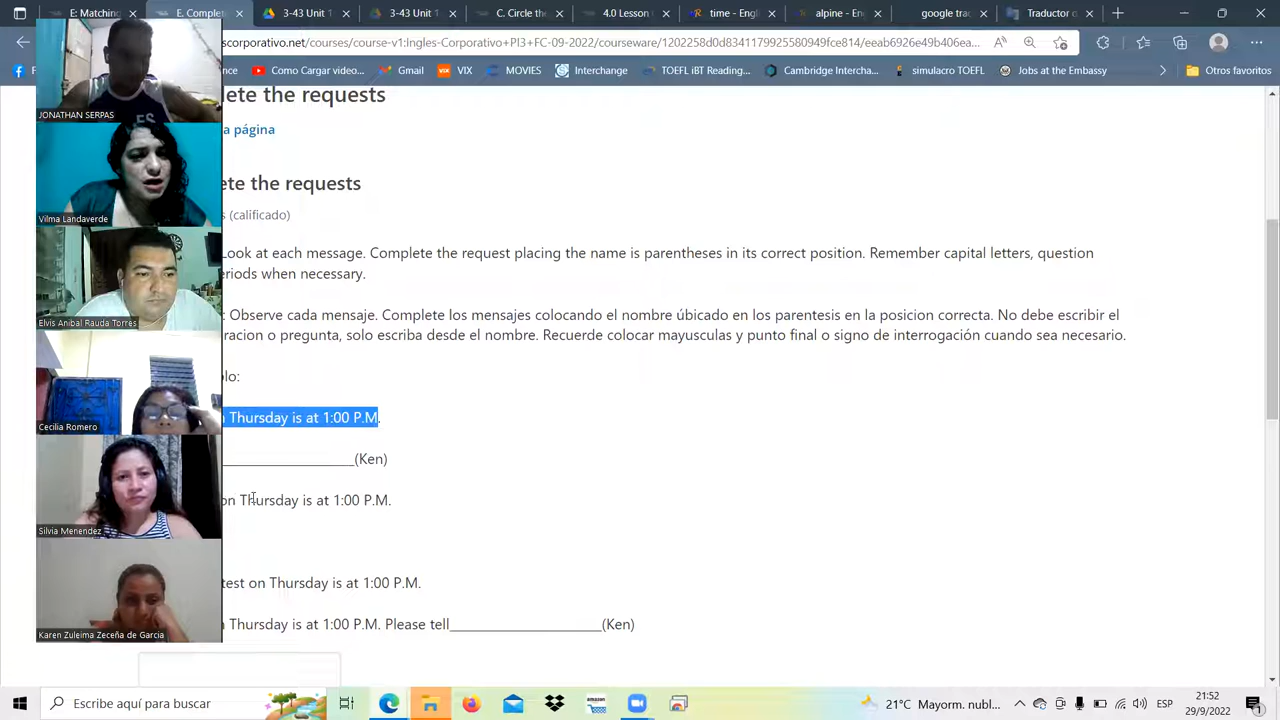 E: Matching
E. Comple
3-43 Unit 1
3-43 Unit 1
C. Circle th
4.0 Lesson
time - Engl
alpine - Eng
google tran
Traductor d
scorporativo.net/courses/course-v1:Ingles-Corporativo+PI3+FC-09-2022/courseware/1202258d0d8341179925580949fce814/eeab6926e49b406ea...
Como Cargar video...
Gmail
VIX
MOVIES
Interchange
TOEFL iBT Reading...
Cambridge Intercha...
simulacro TOEFL
Jobs at the Embassy
Otros favoritos
lete the requests
a página
ete the requests
s (calificado)
Look at each message. Complete the request placing the name is parentheses in its correct position. Remember capital letters, question
eriods when necessary.
: Observe cada mensaje. Complete los mensajes colocando el nombre úbicado en los parentesis en la posicion correcta. No debe escribir el
racion o pregunta, solo escriba desde el nombre. Recuerde colocar mayusculas y punto final o signo de interrogación cuando sea necesario.
plo:
n Thursday is at 1:00 P.M.
____________________(Ken)
on Thursday is at 1:00 P.M.
test on Thursday is at 1:00 P.M.
n Thursday is at 1:00 P.M. Please tell____________________(Ken)
JONATHAN SERPAS
Vilma Landaverde
Elvis Anibal Rauda Torres
Cecilia Romero
Silvia Menendez
Karen Zuleima Zeceña de Garcia
Escribe aquí para buscar
21°C Mayorm. nubl...
ESP
21:52
29/9/2022